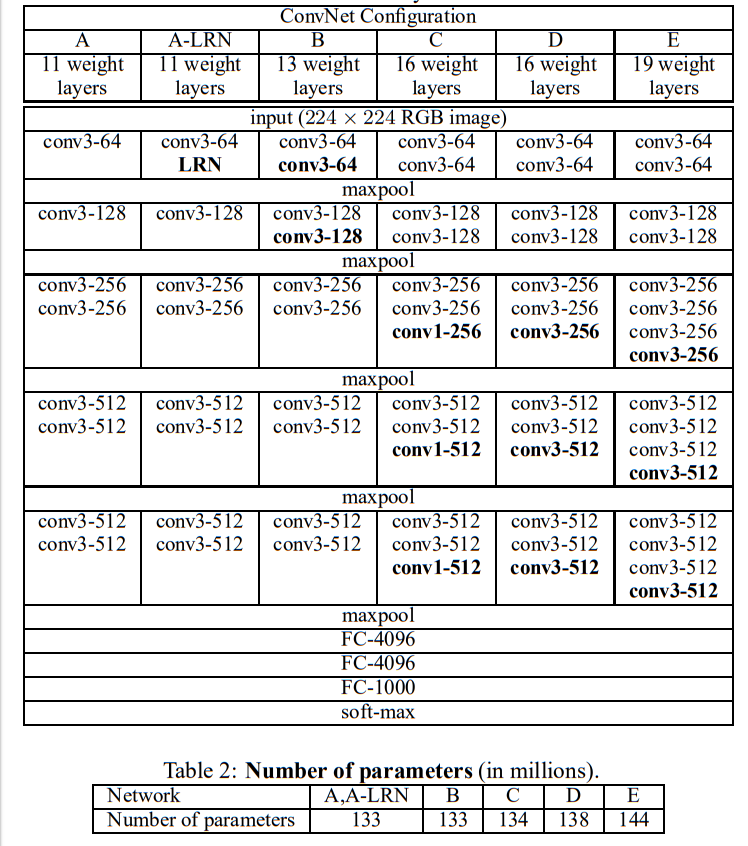 ConvNet Configuration
A A-LRN B C D E
11 weight 11 weight 13 weight 16 weight 16 weight 19 weight
layers layers layers layers layers layers
input (224 × 224 RGB image)
conv3-64 conv3-64 conv3-64 conv3-64 conv3-64 conv3-64
LRN conv3-64 conv3-64 conv3-64 conv3-64
maxpool
conv3-128 conv3-128 conv3-128 conv3-128 conv3-128 conv3-128
conv3-128 conv3-128 conv3-128 conv3-128
maxpool
conv3-256 conv3-256 conv3-256 conv3-256 conv3-256 conv3-256
conv3-256 conv3-256 conv3-256 conv3-256 conv3-256 conv3-256
conv1-256 conv3-256 conv3-256
conv3-256
maxpool
conv3-512 conv3-512 conv3-512 conv3-512 conv3-512 conv3-512
conv3-512 conv3-512 conv3-512 conv3-512 conv3-512 conv3-512
conv1-512 conv3-512 conv3-512
conv3-512
maxpool
conv3-512 conv3-512 conv3-512 conv3-512 conv3-512 conv3-512
conv3-512 conv3-512 conv3-512 conv3-512 conv3-512 conv3-512
conv1-512 conv3-512 conv3-512
conv3-512
maxpool
FC-4096
FC-4096
FC-1000
soft-max
Table 2: Number of parameters (in millions).
Network A,A-LRN B C D E
Number of parameters 133 133 134 138 144